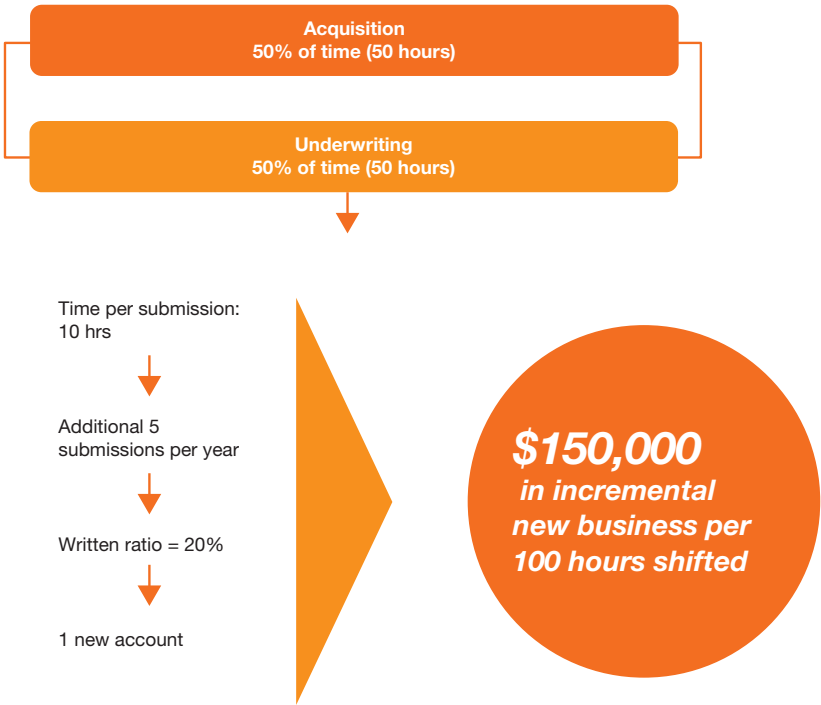 Acquisition
50% of time (50 hours)
Underwriting
50% of time (50 hours)
Time per submission:
10 hrs
Additional 5
submissions per year
Written ratio = 20%
1 new account
$150,000
in incremental
new business per
100 hours shifted